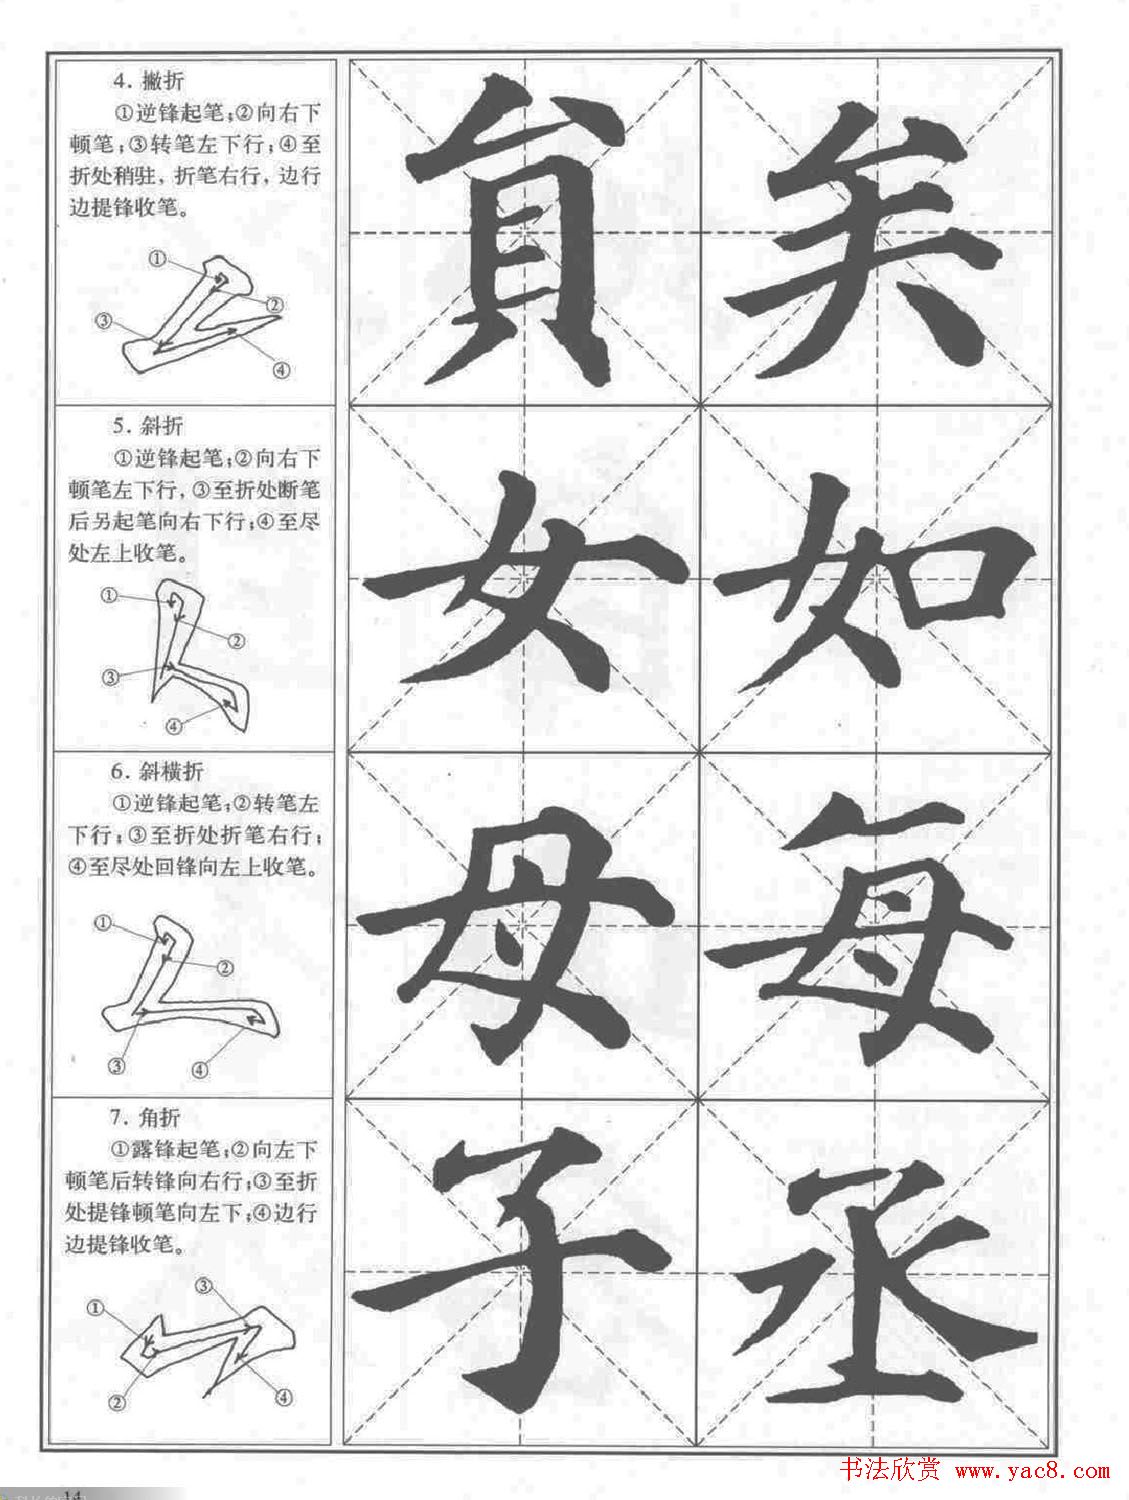 4. 撇折
①逆锋起笔;②向右下
顿笔;③转笔左下行;④至
折处稍驻，折笔右行，边行
边提锋收笔。
①
②
③
④
貟 矣
5. 斜折
①逆锋起笔;②向右下
顿笔左下行，③至折处断笔
后另起笔向右下行;④至尽
处左上收笔。
①
②
③
④
女 如
6. 斜横折
①逆锋起笔;②转笔左
下行;③至折处折笔右行;
④至尽处回锋向左上收笔。
①
②
③
④
母 每
7. 角折
①露锋起笔;②向左下
顿笔后转锋向右行;③至折
处提锋顿笔向左下;④边行
边提锋收笔。
③
①
②
④
子 丞
书法欣赏 www.yac8.com
14